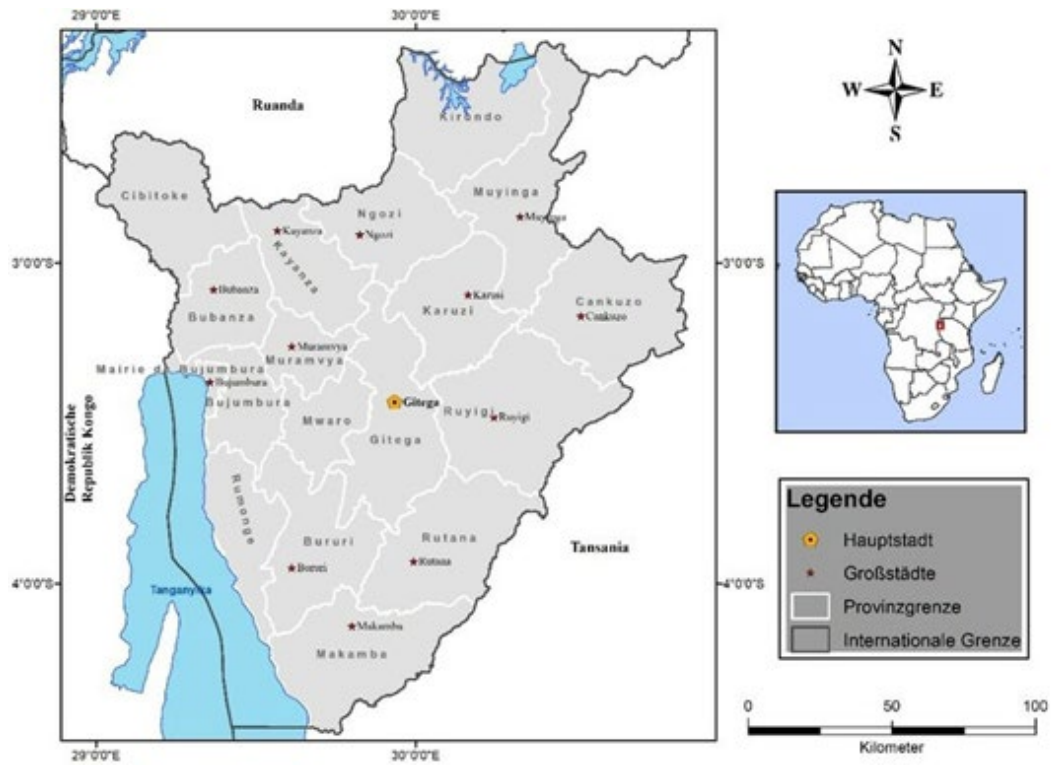 29°0'0"E
30°0'0"E
N
W
E
S
Ruanda
Kirondo
Cibitoke
Muyinga
Muyinga
Ngozi
Ngozi
Kayanza
Kayanza
3°0'0"S
3°0'0"S
Bubanza
Bubanza
Karusi
Karuzi
Cankuzo
Cankuzo
Muramvya
Muramvya
Mairie de Bujumbura
Bujumbura
Bujumbura
Mwaro
Gitega
Gitega
Ruyigi
Ruyigi
Demokratische
Republik Kongo
Rumonge
Bururi
Bururi
Rutana
Rutana
Tansania
4°0'0"S
4°0'0"S
Tanganyika
Makamba
Makamba
29°0'0"E
30°0'0"E
Legende
Hauptstadt
Großstädte
Provinzgrenze
Internationale Grenze
0
50
100
Kilometer